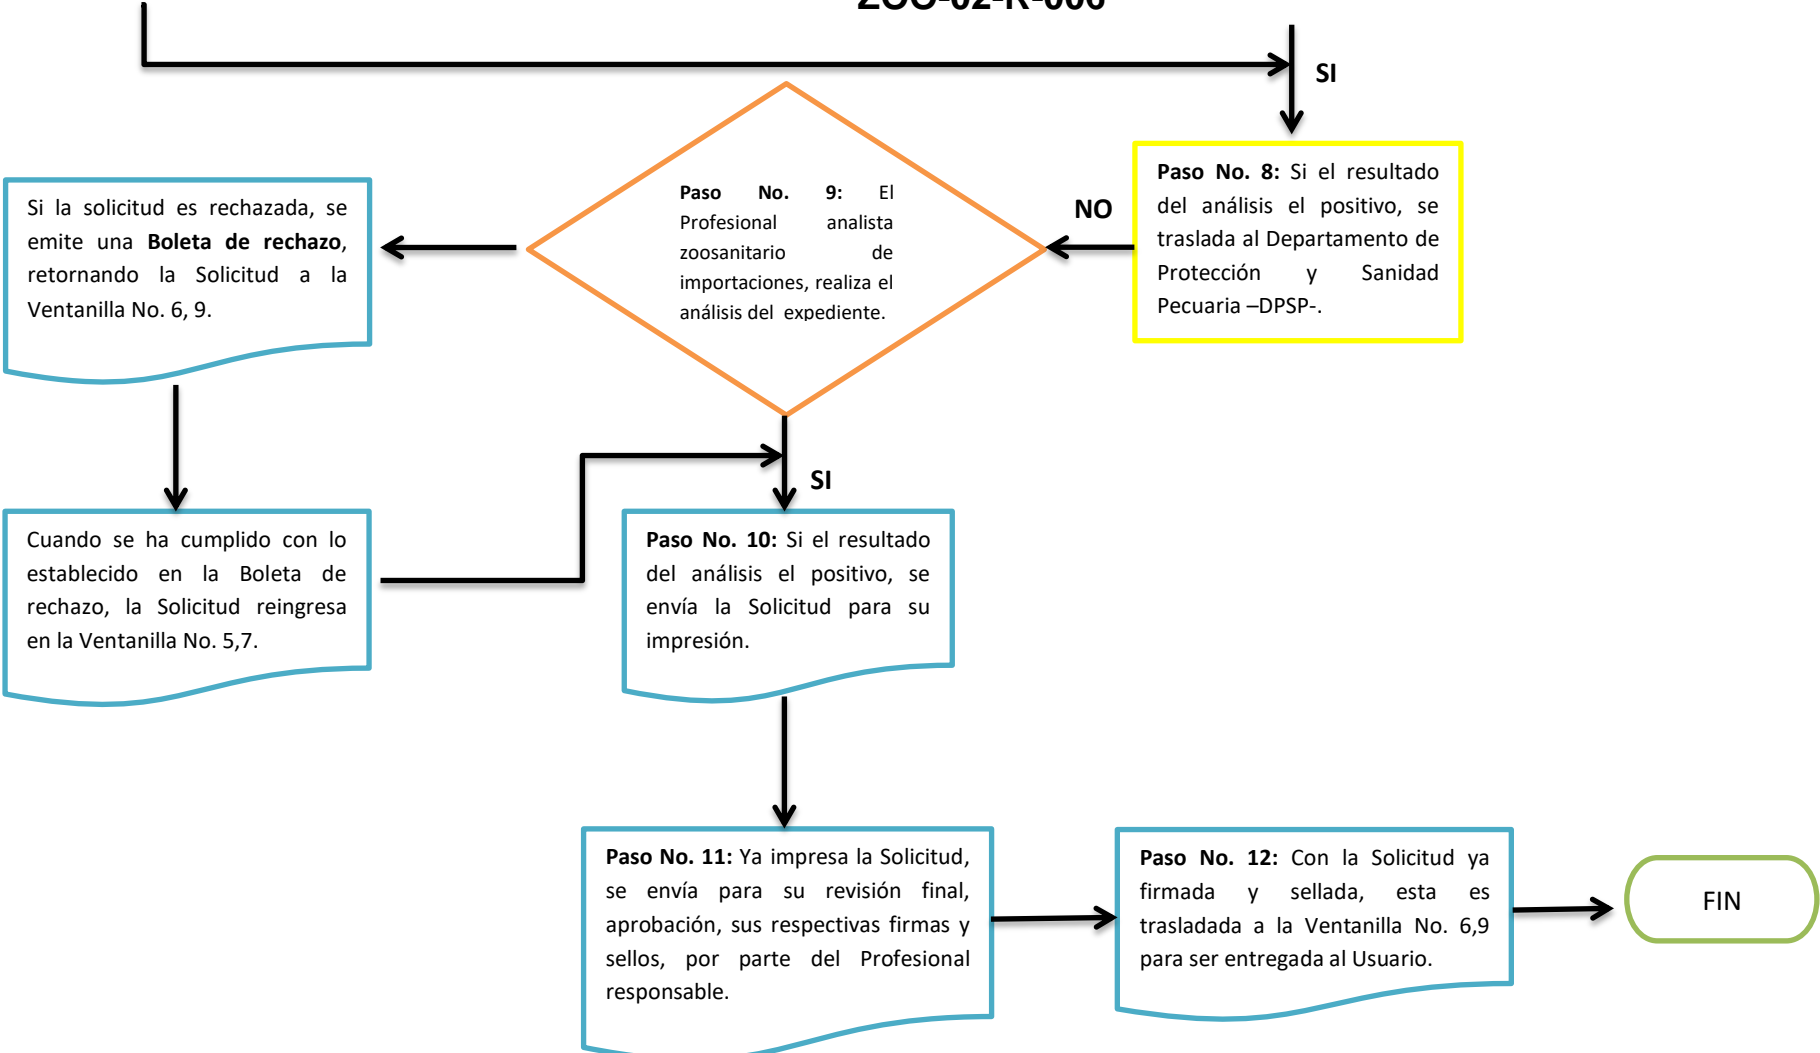 ZOO-02-R-006
SI
Paso No. 8: Si el resultado
del análisis el positivo, se
traslada al Departamento de
Protección y Sanidad
Pecuaria –DPSP-.
NO
Paso No. 9: El
Profesional analista
zoosanitario de
importaciones, realiza el
análisis del expediente.
Si la solicitud es rechazada, se
emite una Boleta de rechazo,
retornando la Solicitud a la
Ventanilla No. 6, 9.
SI
Cuando se ha cumplido con lo
establecido en la Boleta de
rechazo, la Solicitud reingresa
en la Ventanilla No. 5,7.
Paso No. 10: Si el resultado
del análisis el positivo, se
envía la Solicitud para su
impresión.
Paso No. 11: Ya impresa la Solicitud,
se envía para su revisión final,
aprobación, sus respectivas firmas y
sellos, por parte del Profesional
responsable.
Paso No. 12: Con la Solicitud ya
firmada y sellada, esta es
trasladada a la Ventanilla No. 6,9
para ser entregada al Usuario.
FIN